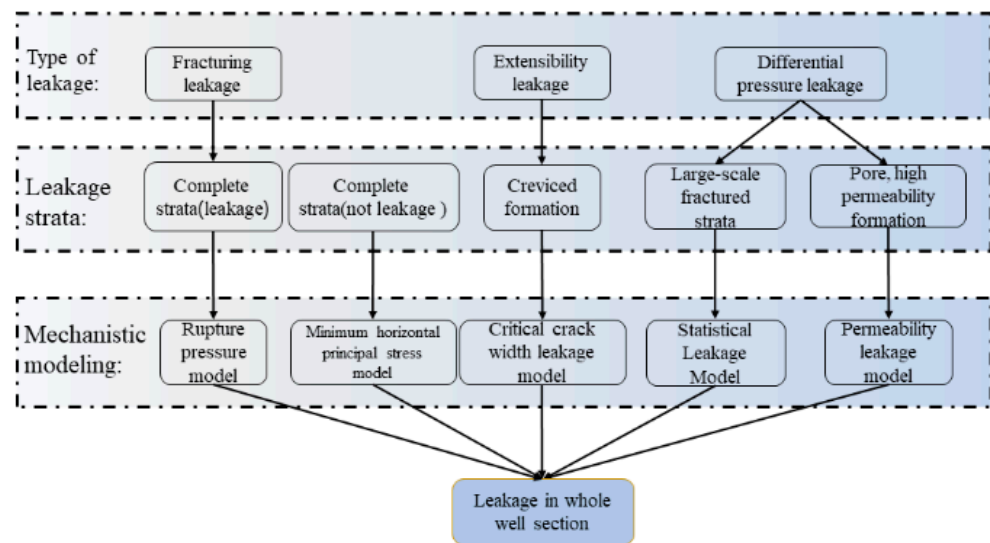 Type of
leakage:
Fracturing
leakage
Extensibility
leakage
Differential
pressure leakage
Leakage
strata:
Complete
strata(leakage)
Complete
strata(not leakage )
Creviced
formation
Large-scale
fractured
strata
Pore, high
permeability
formation
Mechanistic
modeling:
Rupture
pressure
model
Minimum horizontal
principal stress
model
Critical crack
width leakage
model
Statistical
Leakage
Model
Permeability
leakage
model
Leakage in whole
well section